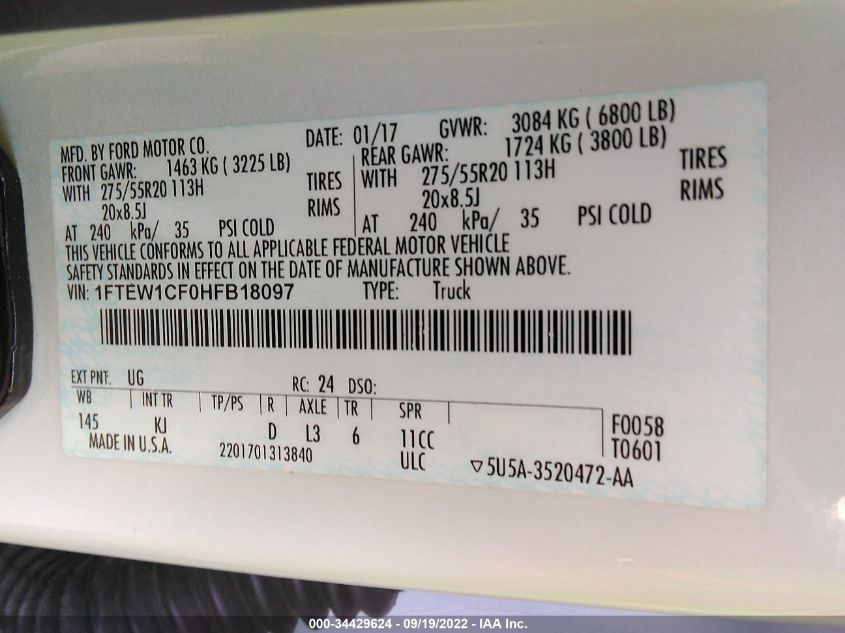 MFD. BY FORD MOTOR CO. DATE: 01/17 GVWR: 3084 KG ( 6800 LB)
FRONT GAWR: 1463 KG ( 3225 LB) REAR GAWR: 1724 KG ( 3800 LB)
WITH 275/55R20 113H TIRES WITH 275/55R20 113H TIRES
20x8.5J RIMS 20x8.5J RIMS
AT 240 kPa/ 35 PSI COLD AT 240 kPa/ 35 PSI COLD
THIS VEHICLE CONFORMS TO ALL APPLICABLE FEDERAL MOTOR VEHICLE
SAFETY STANDARDS IN EFFECT ON THE DATE OF MANUFACTURE SHOWN ABOVE.
VIN: 1FTEW1CF0HFB18097 TYPE: Truck
EXT PNT: UG RC: 24 DSO:
WB INT TR TP/PS R AXLE TR SPR
145 KJ D L3 6 11CC F0058
MADE IN U.S.A. 2201701313840 ULC T0601
▽5U5A-3520472-AA
000-34429624 - 09/19/2022 - IAA Inc.